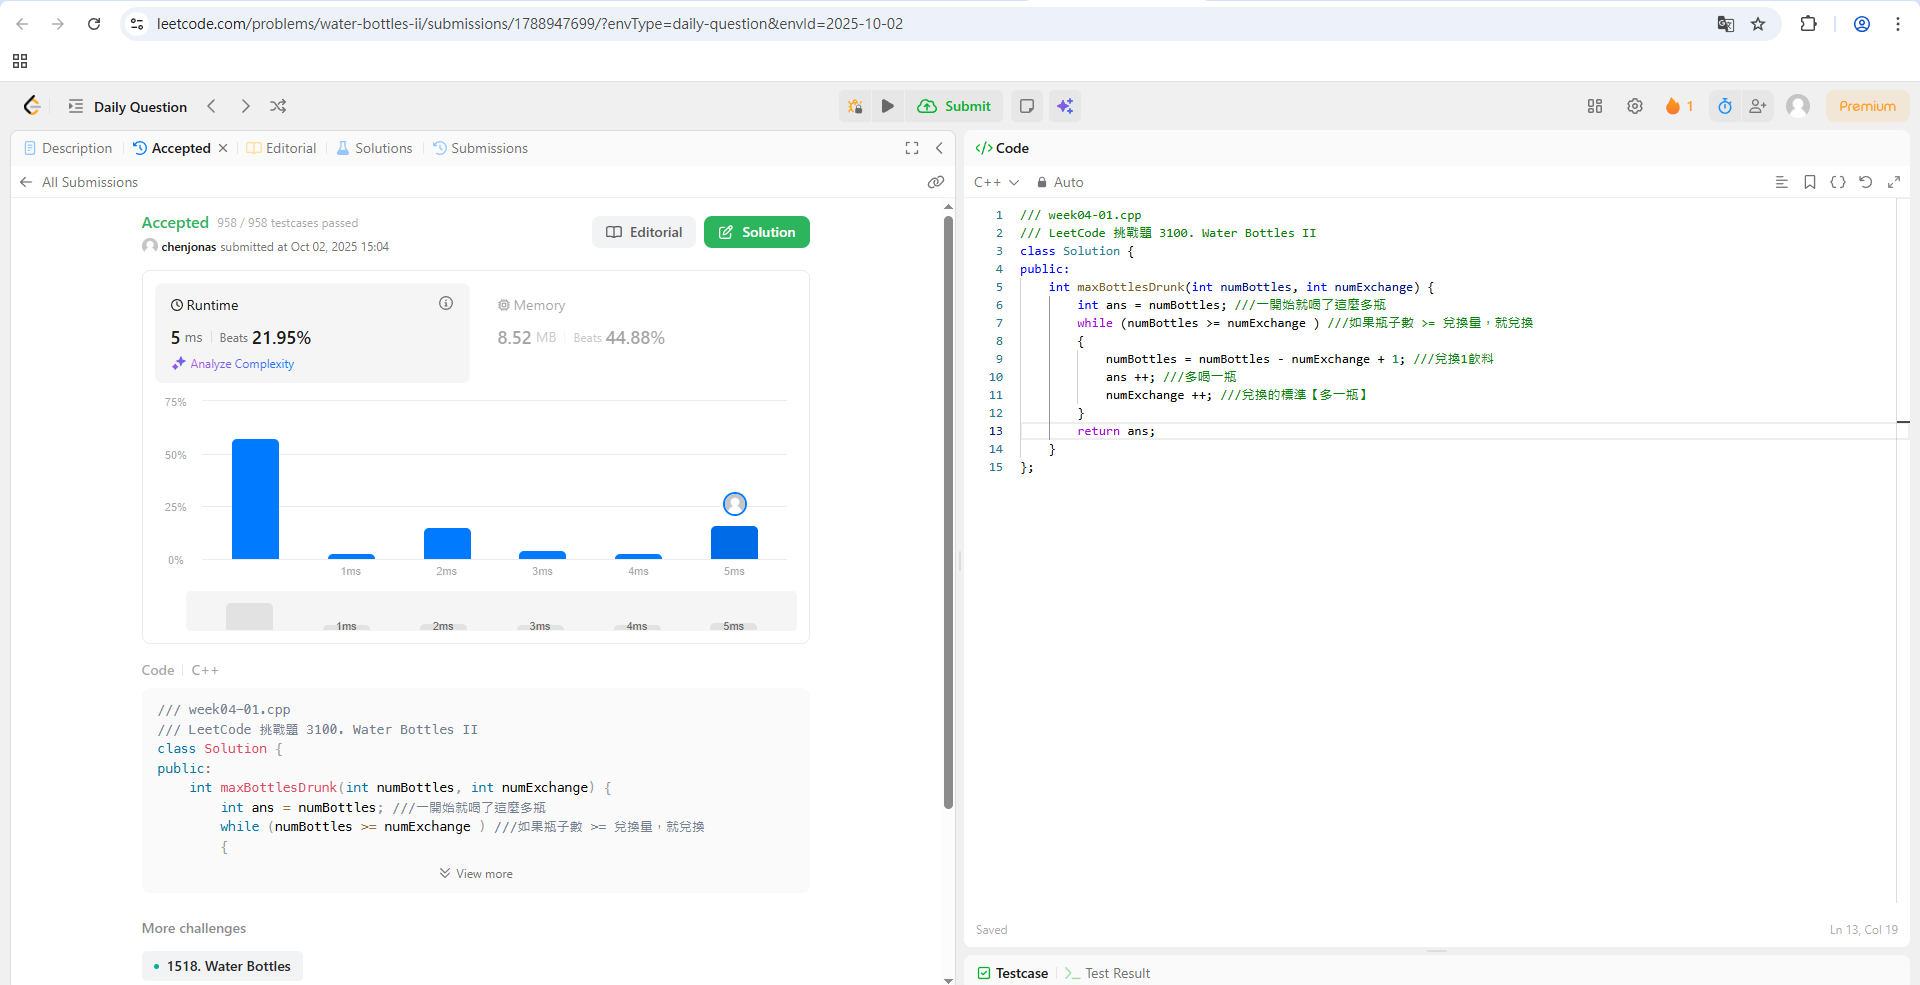 leetcode.com/problems/water-bottles-ii/submissions/1788947699/?envType=daily-question&envId=2025-10-02
Daily Question
Submit
1
Premium
Description
Accepted
Editorial
Solutions
Submissions
All Submissions
Accepted 958 / 958 testcases passed
chenjonas submitted at Oct 02, 2025 15:04
Editorial
Solution
Runtime
5 ms Beats 21.95%
Analyze Complexity
Memory
8.52 MB Beats 44.88%
75%
50%
25%
0%
1ms 2ms 3ms 4ms 5ms
1ms 2ms 3ms 4ms 5ms
Code C++
/// week04-01.cpp
/// LeetCode 挑戰題 3100. Water Bottles II
class Solution {
public:
int maxBottlesDrunk(int numBottles, int numExchange) {
int ans = numBottles; ///一開始就喝了這麼多瓶
while (numBottles >= numExchange ) ///如果瓶子數 >= 兌換量,就兌換
{
View more
More challenges
1518. Water Bottles
</> Code
C++ Auto
1 /// week04-01.cpp
2 /// LeetCode 挑戰題 3100. Water Bottles II
3 class Solution {
4 public:
5 int maxBottlesDrunk(int numBottles, int numExchange) {
6 int ans = numBottles; ///一開始就喝了這麼多瓶
7 while (numBottles >= numExchange ) ///如果瓶子數 >= 兌換量,就兌換
8 {
9 numBottles = numBottles - numExchange + 1; ///兌換1飲料
10 ans ++; ///多喝一瓶
11 numExchange ++; ///兌換的標準【多一瓶】
12 }
13 return ans;
14 }
15 };
Saved
Ln 13, Col 19
Testcase
Test Result